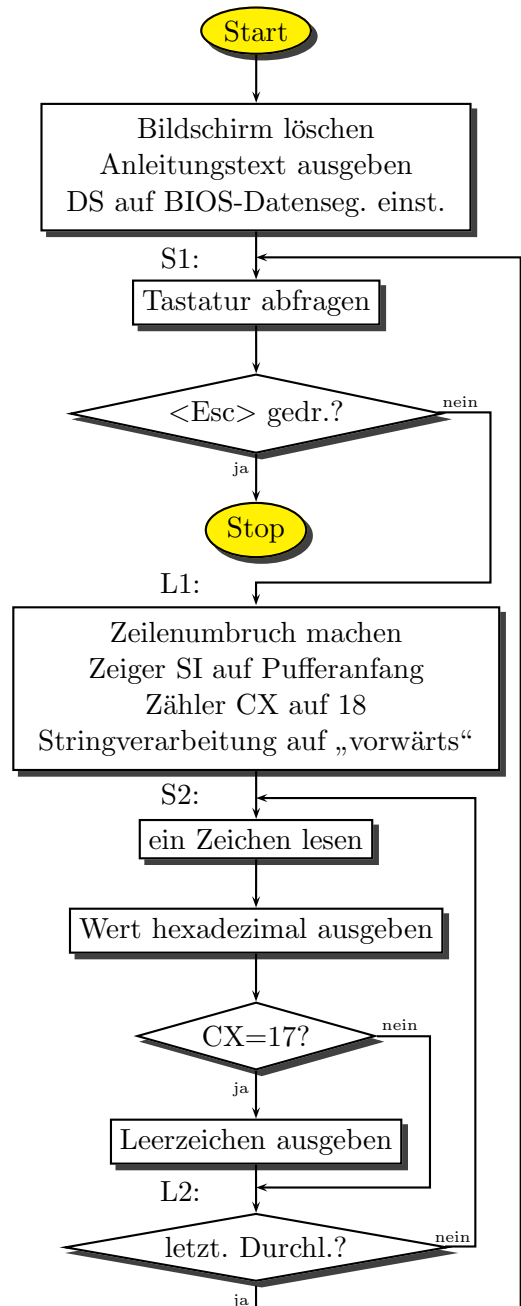 Start
Bildschirm löschen
Anleitungstext ausgeben
DS auf BIOS-Datenseg. einst.
S1:
Tastatur abfragen
<Esc> gedr.?
nein
ja
Stop
L1:
Zeilenumbruch machen
Zeiger SI auf Pufferanfang
Zähler CX auf 18
Stringverarbeitung auf „vorwärts“
S2:
ein Zeichen lesen
Wert hexadezimal ausgeben
CX=17?
nein
ja
Leerzeichen ausgeben
L2:
letzt. Durchl.?
nein
ja